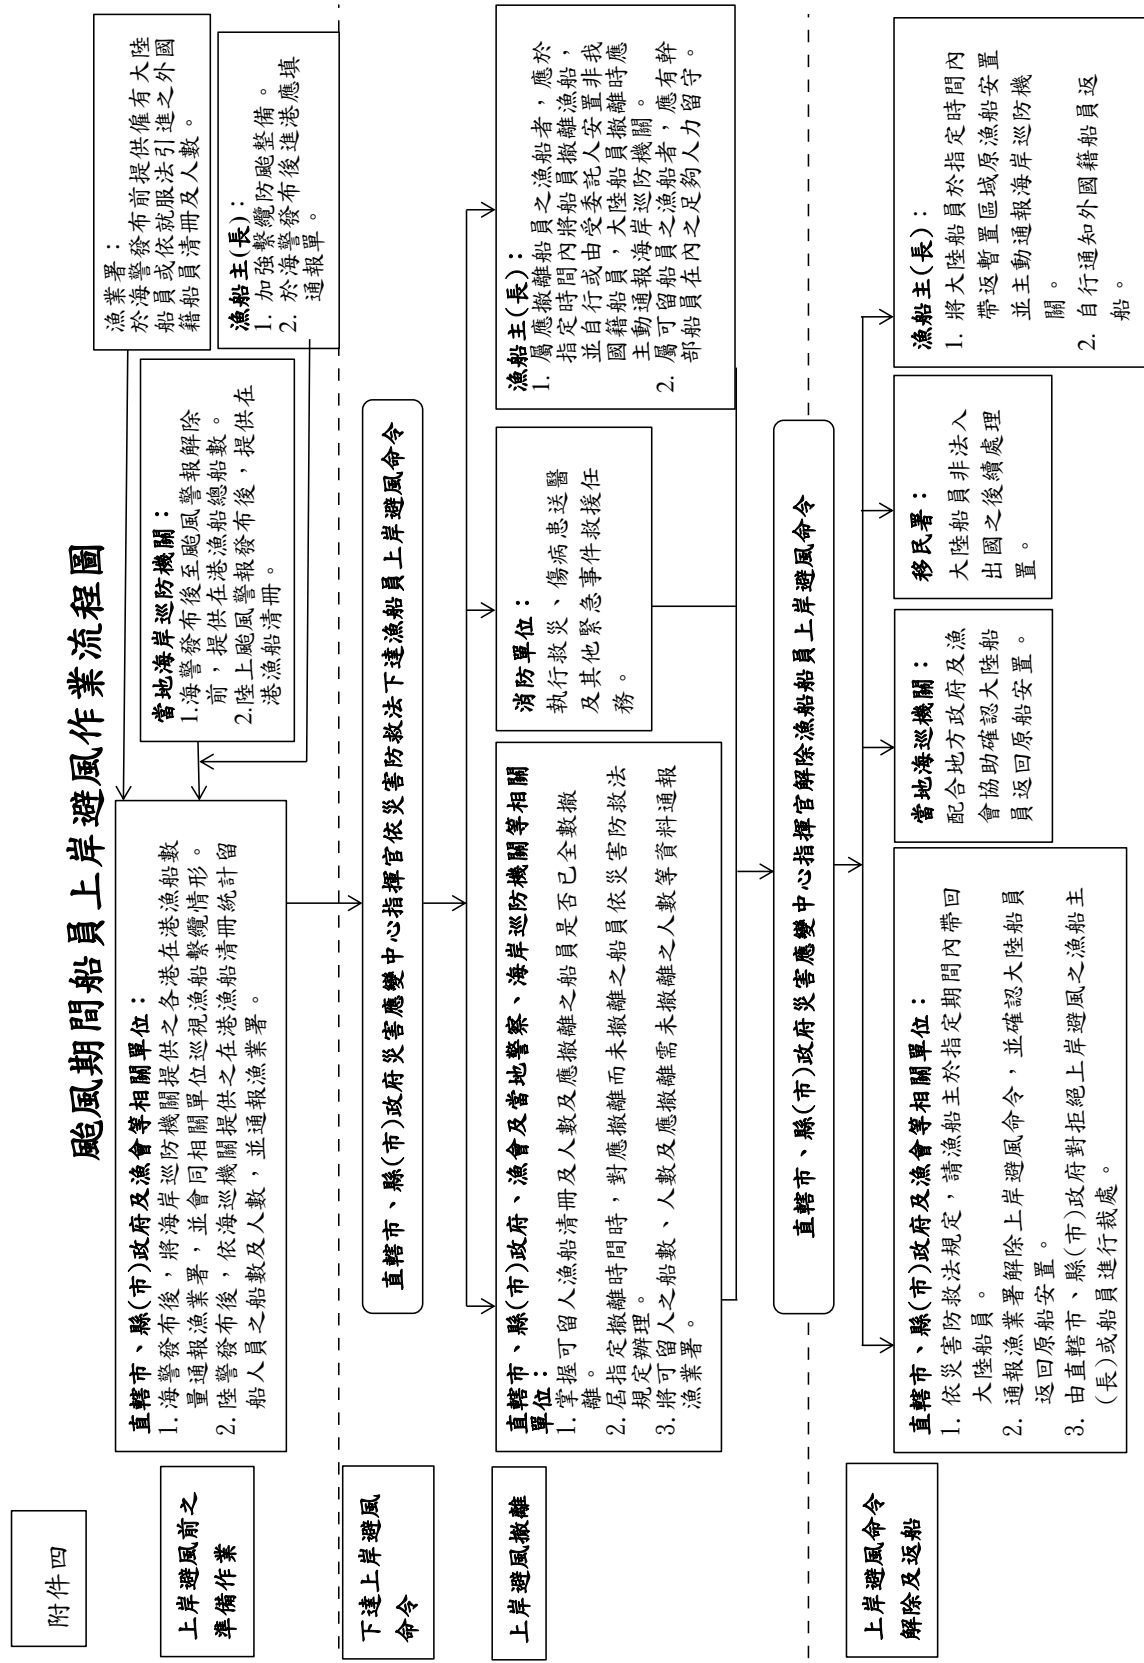 附件四
颱風期間船員上岸避風作業流程圖
上岸避風前之
準備作業
直轄市、縣(市)政府及漁會等相關單位：
1. 海警發布後，將海岸巡防機關提供之各港在港漁船數
量通報漁業署，並會同相關單位巡視漁船繫纜情形。
2. 陸警發布後，依海巡機關提供之在港漁船清冊統計留
船人員之船數及人數，並通報漁業署。
當地海岸巡防機關：
1.海警發布後至颱風警報解除
前，提供在港漁船總船數。
2.陸上颱風警報發布後，提供在
港漁船清冊。
漁業署：
於海警發布前提供僱有大陸
船員或依就服法引進之外國
籍船員清冊及人數。
漁船主(長)：
1. 加強繫纜防颱整備。
2. 於海警發布後進港應填
通報單。
下達上岸避風
命令
直轄市、縣(市)政府災害應變中心指揮官依災害防救法下達漁船員上岸避風命令
上岸避風撤離
直轄市、縣(市)政府、漁會及當地警察、海岸巡防機關等相關
單位：
1. 掌握可留人漁船清冊及人數及應撤離之船員是否已全數撤
離。
2. 屆指定撤離時間時，對應撤離而未撤離之船員依災害防救法
規定辦理。
3. 將可留人之船數、人數及應撤離需未撤離之人數等資料通報
漁業署。
消防單位：
執行救災、傷病患送醫
及其他緊急事件救援任
務。
漁船主(長)：
1. 屬應撤離船員之漁船者，應於
指定時間內將船員撤離漁船，
並自行或由受委託人安置非我
國籍船員，大陸船員撤離時應
主動通報海岸巡防機關。
2. 屬可留船員之漁船者，應有幹
部船員在內之足夠人力留守。
直轄市、縣(市)政府災害應變中心指揮官解除漁船船員上岸避風命令
上岸避風命令
解除及返船
直轄市、縣(市)政府及漁會等相關單位：
1. 依災害防救法規定，請漁船主於指定期間內帶回
大陸船員。
2. 通報漁業署解除上岸避風命令，並確認大陸船員
返回原船安置。
3. 由直轄市、縣(市)政府對拒絕上岸避風之漁船主
(長)或船員進行裁處。
當地海巡機關：
配合地方政府及漁
會協助確認大陸船
員返回原船安置。
移民署：
大陸船員非法入
出國之後續處理
置。
漁船主(長)：
1. 將大陸船員於指定時間內
帶返暫置區域原漁船安置
並主動通報海岸巡防機
關。
2. 自行通知外國籍船員返
船。